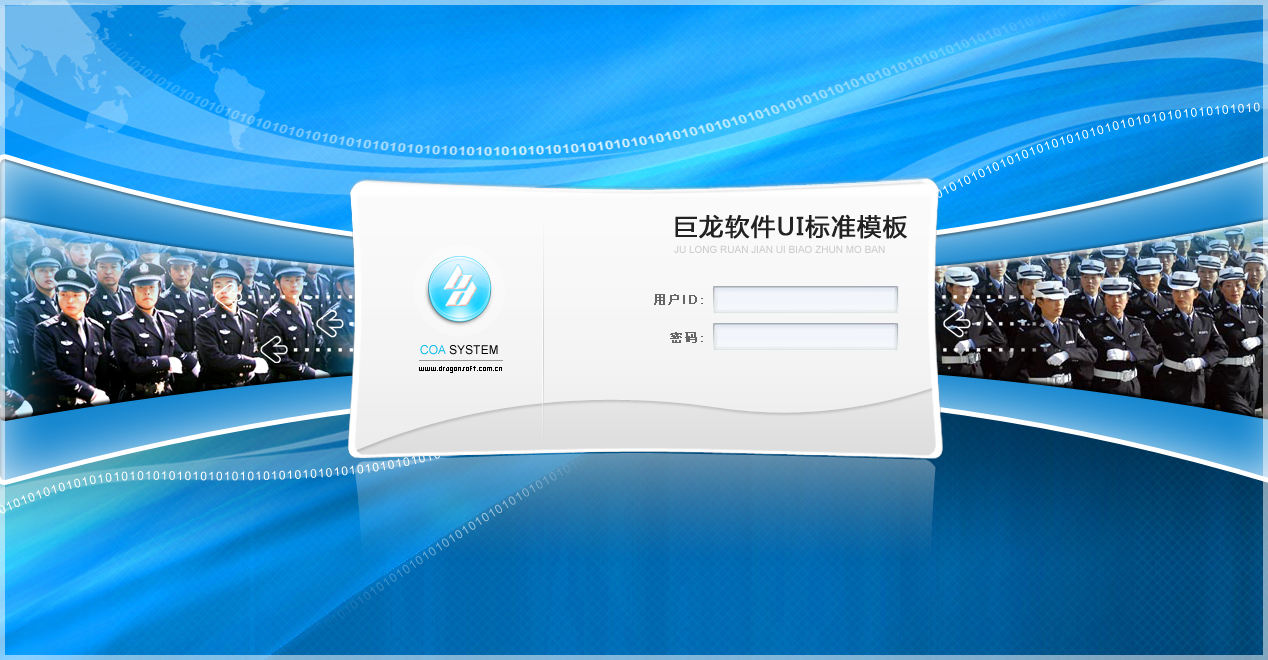 巨龙软件UI标准模板
JU LONG RUAN JIAN UI BIAO ZHUN MO BAN
用户ID:
密码:
COA SYSTEM
www.dragonsoft.com.cn